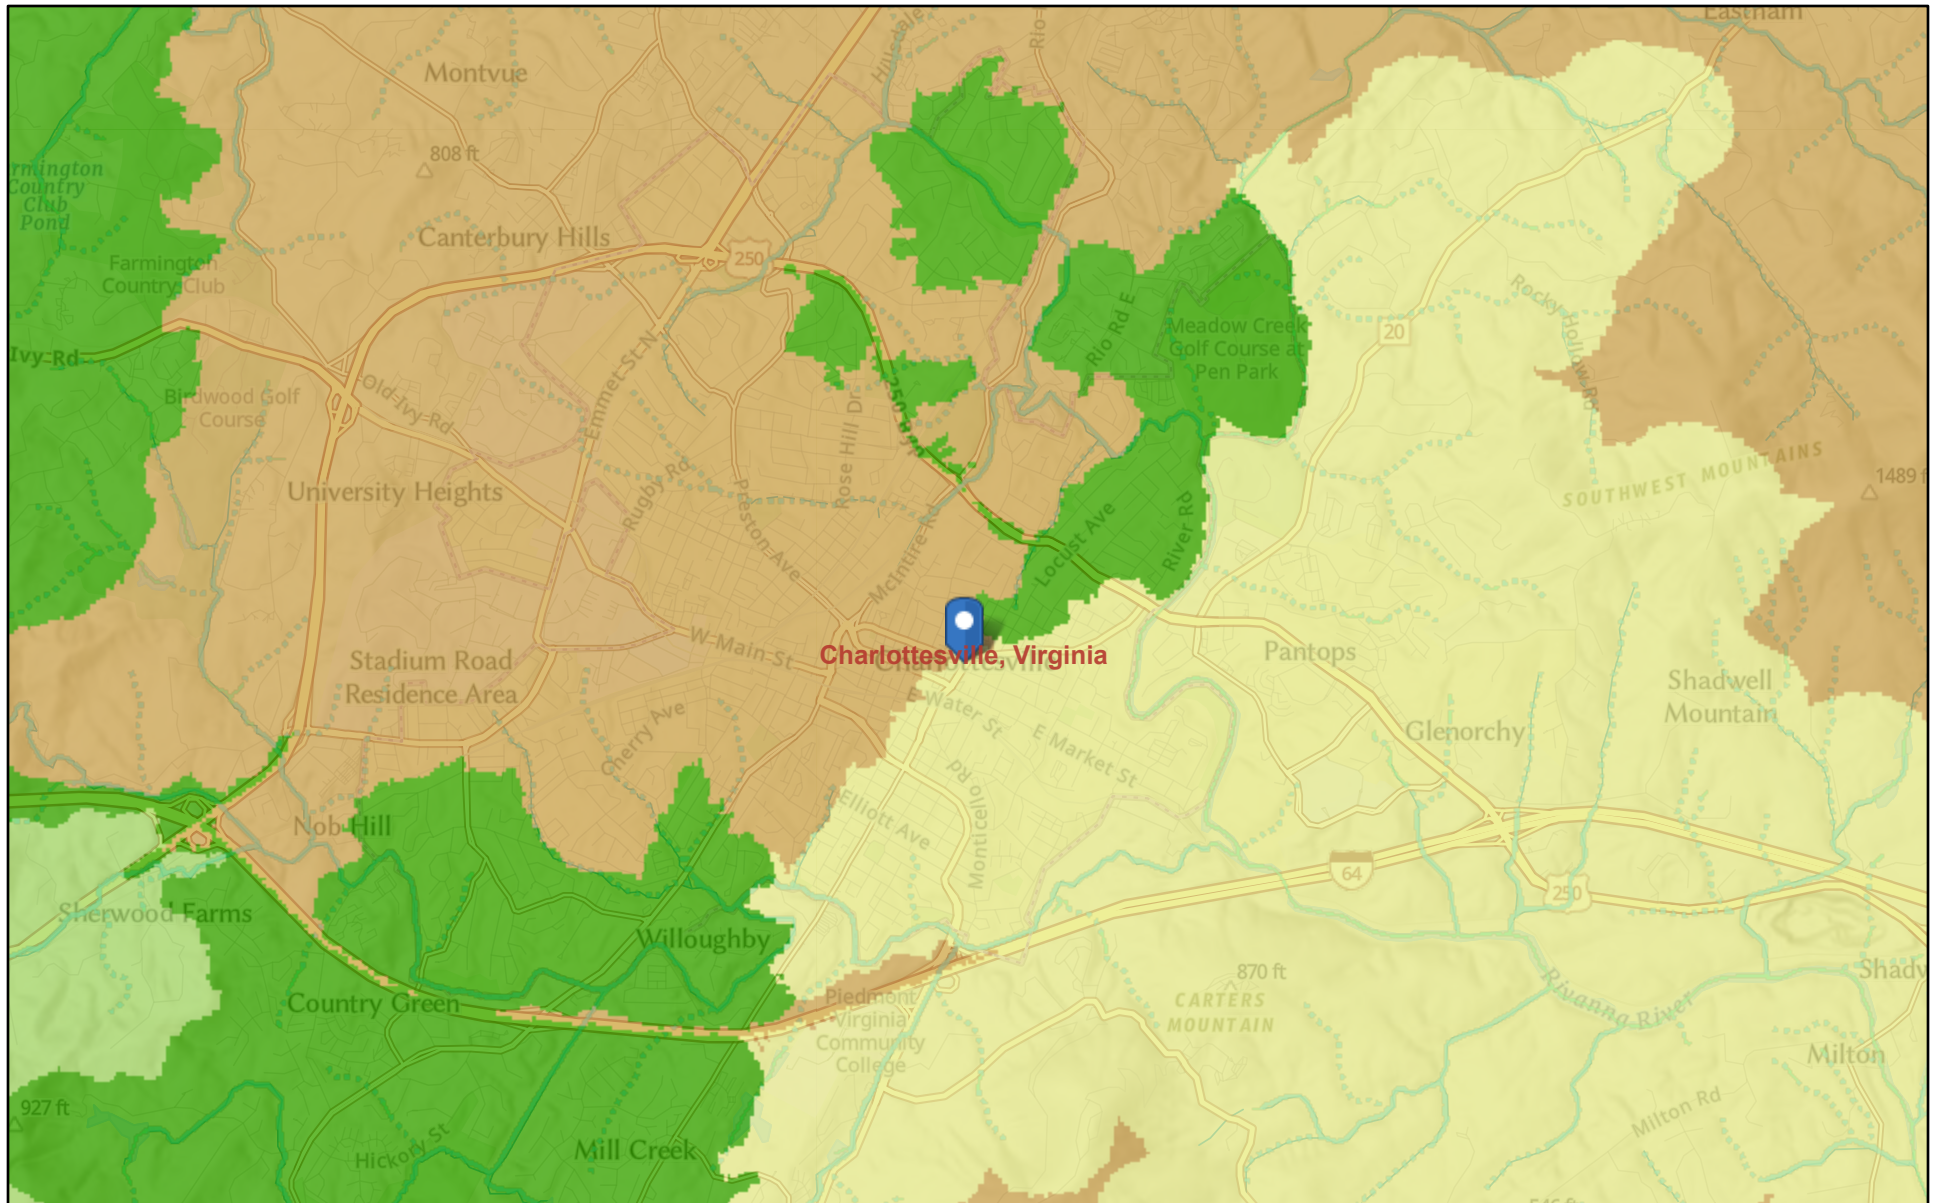 Eastham
Hillsdale
Rio
Montvue
808 ft
rmington
Country
Club
Pond
Canterbury Hills
250
Farmington
Country Club
Rocky Hollow Rd
Rio Rd E
Meadow Creek
Golf Course at
Pen Park
20
Ivy Rd
Old Ivy Rd
Emmet St N
Birdwood Golf
Course
250 Byp
Rose Hill Dr
SOUTHWEST MOUNTAINS
1489 f
University Heights
Rugby Rd
Preston Ave
McIntire Rd
Locust Ave
River Rd
W Main St
Charlottesville, Virginia
Charlottesville
Pantops
Stadium Road
Residence Area
Shadwell
Mountain
E Water St
E Market St
Glenorchy
Cherry Ave
Monticello Rd
Elliott Ave
Nob Hill
64
250
Sherwood Farms
Willoughby
870 ft
Shadw
Country Green
Piedmont
Virginia
Community
College
CARTERS
MOUNTAIN
Rivanna River
Milton
927 ft
Milton Rd
Hickory St
Mill Creek